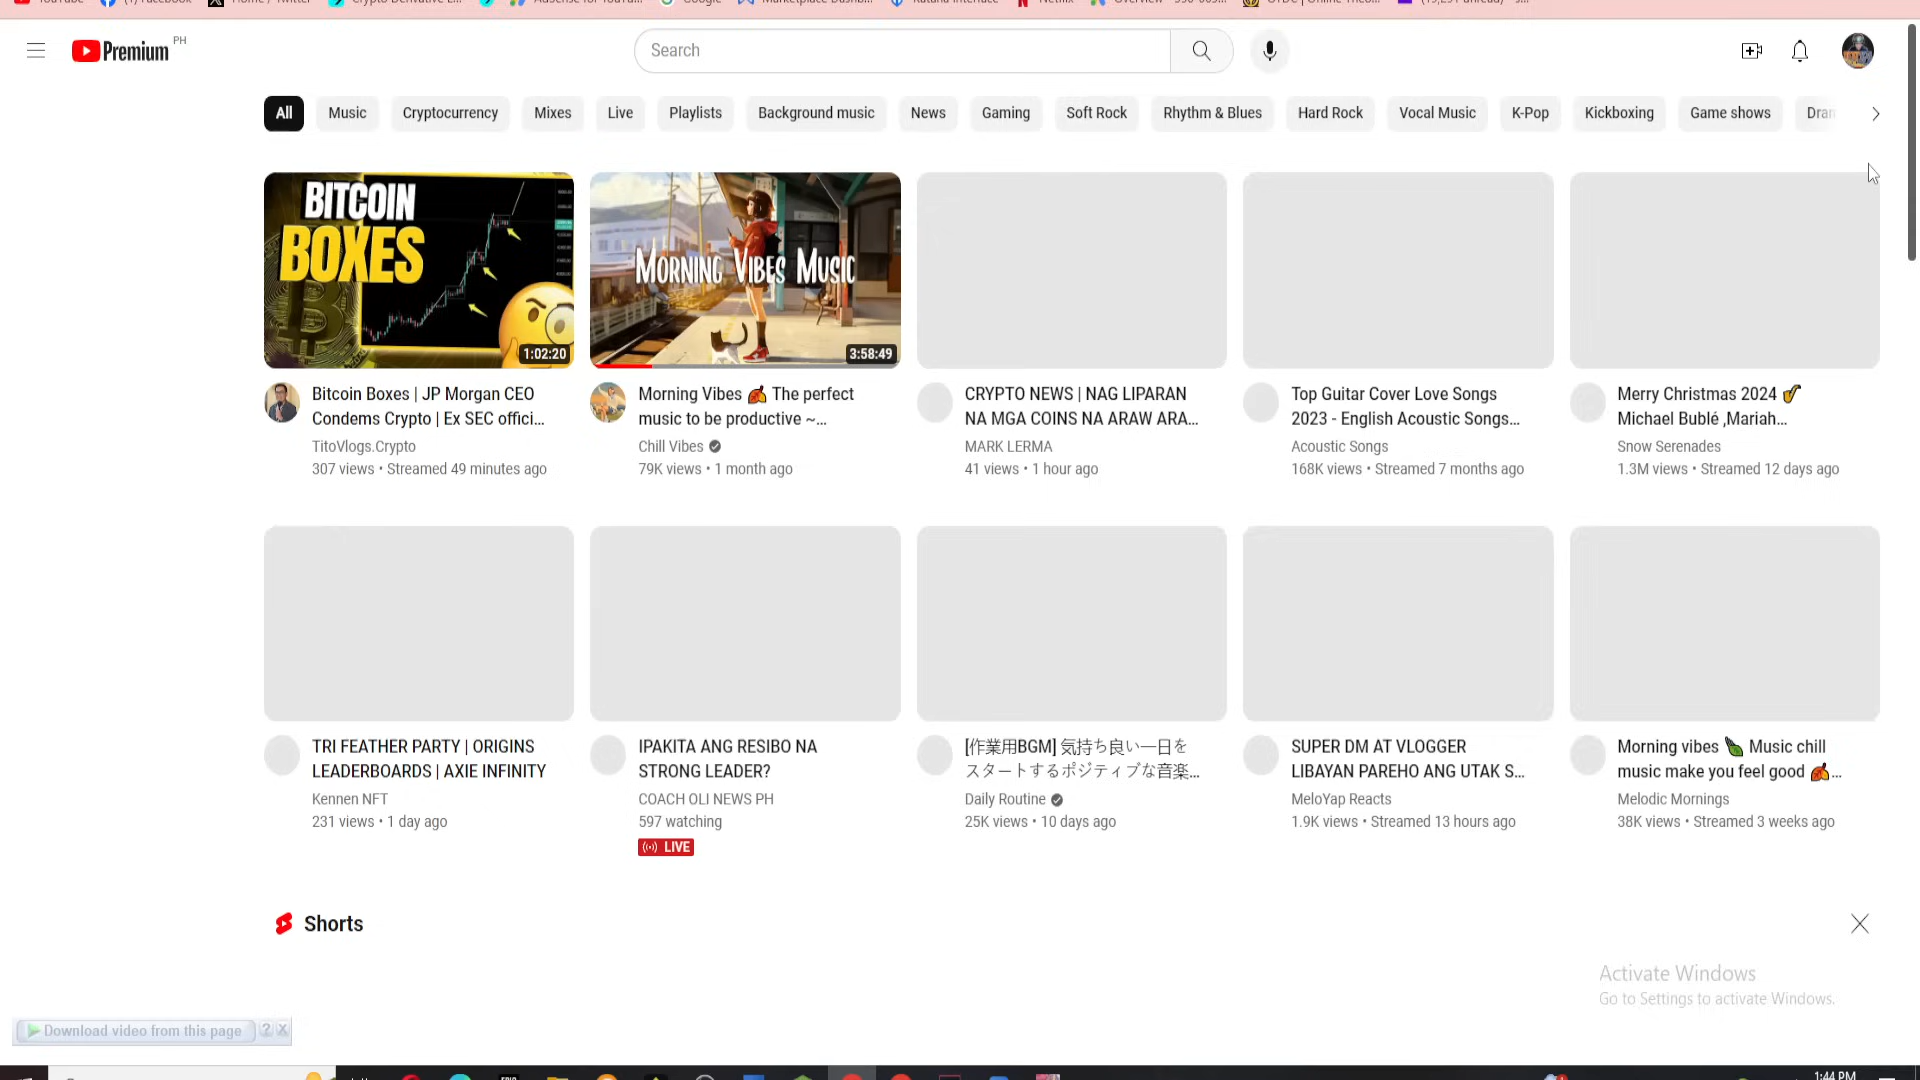 YouTube
(1) Facebook
Home / Twitter
Google
Netflix
Premium PH
Search
All
Music
Cryptocurrency
Mixes
Live
Playlists
Background music
News
Gaming
Soft Rock
Rhythm & Blues
Hard Rock
Vocal Music
K-Pop
Kickboxing
Game shows
BITCOIN
BOXES
1:02:20
MORNING VIBES MUSIC
3:58:49
Bitcoin Boxes | JP Morgan CEO
Condems Crypto | Ex SEC offici...
TitoVlogs.Crypto
307 views • Streamed 49 minutes ago
Morning Vibes 🍂 The perfect
music to be productive ~...
Chill Vibes
79K views • 1 month ago
CRYPTO NEWS | NAG LIPARAN
NA MGA COINS NA ARAW ARA...
MARK LERMA
41 views • 1 hour ago
Top Guitar Cover Love Songs
2023 - English Acoustic Songs...
Acoustic Songs
168K views • Streamed 7 months ago
Merry Christmas 2024 🎷
Michael Bublé ,Mariah...
Snow Serenades
1.3M views • Streamed 12 days ago
TRI FEATHER PARTY | ORIGINS
LEADERBOARDS | AXIE INFINITY
Kennen NFT
231 views • 1 day ago
IPAKITA ANG RESIBO NA
STRONG LEADER?
COACH OLI NEWS PH
597 watching
LIVE
[作業用BGM] 気持ち良い一日を
スタートするポジティブな音楽...
Daily Routine
25K views • 10 days ago
SUPER DM AT VLOGGER
LIBAYAN PAREHO ANG UTAK S...
MeloYap Reacts
1.9K views • Streamed 13 hours ago
Morning vibes 🍃 Music chill
music make you feel good 🍂...
Melodic Mornings
38K views • Streamed 3 weeks ago
Shorts
Activate Windows
Go to Settings to activate Windows.
Download video from this page ? X
1:44 PM